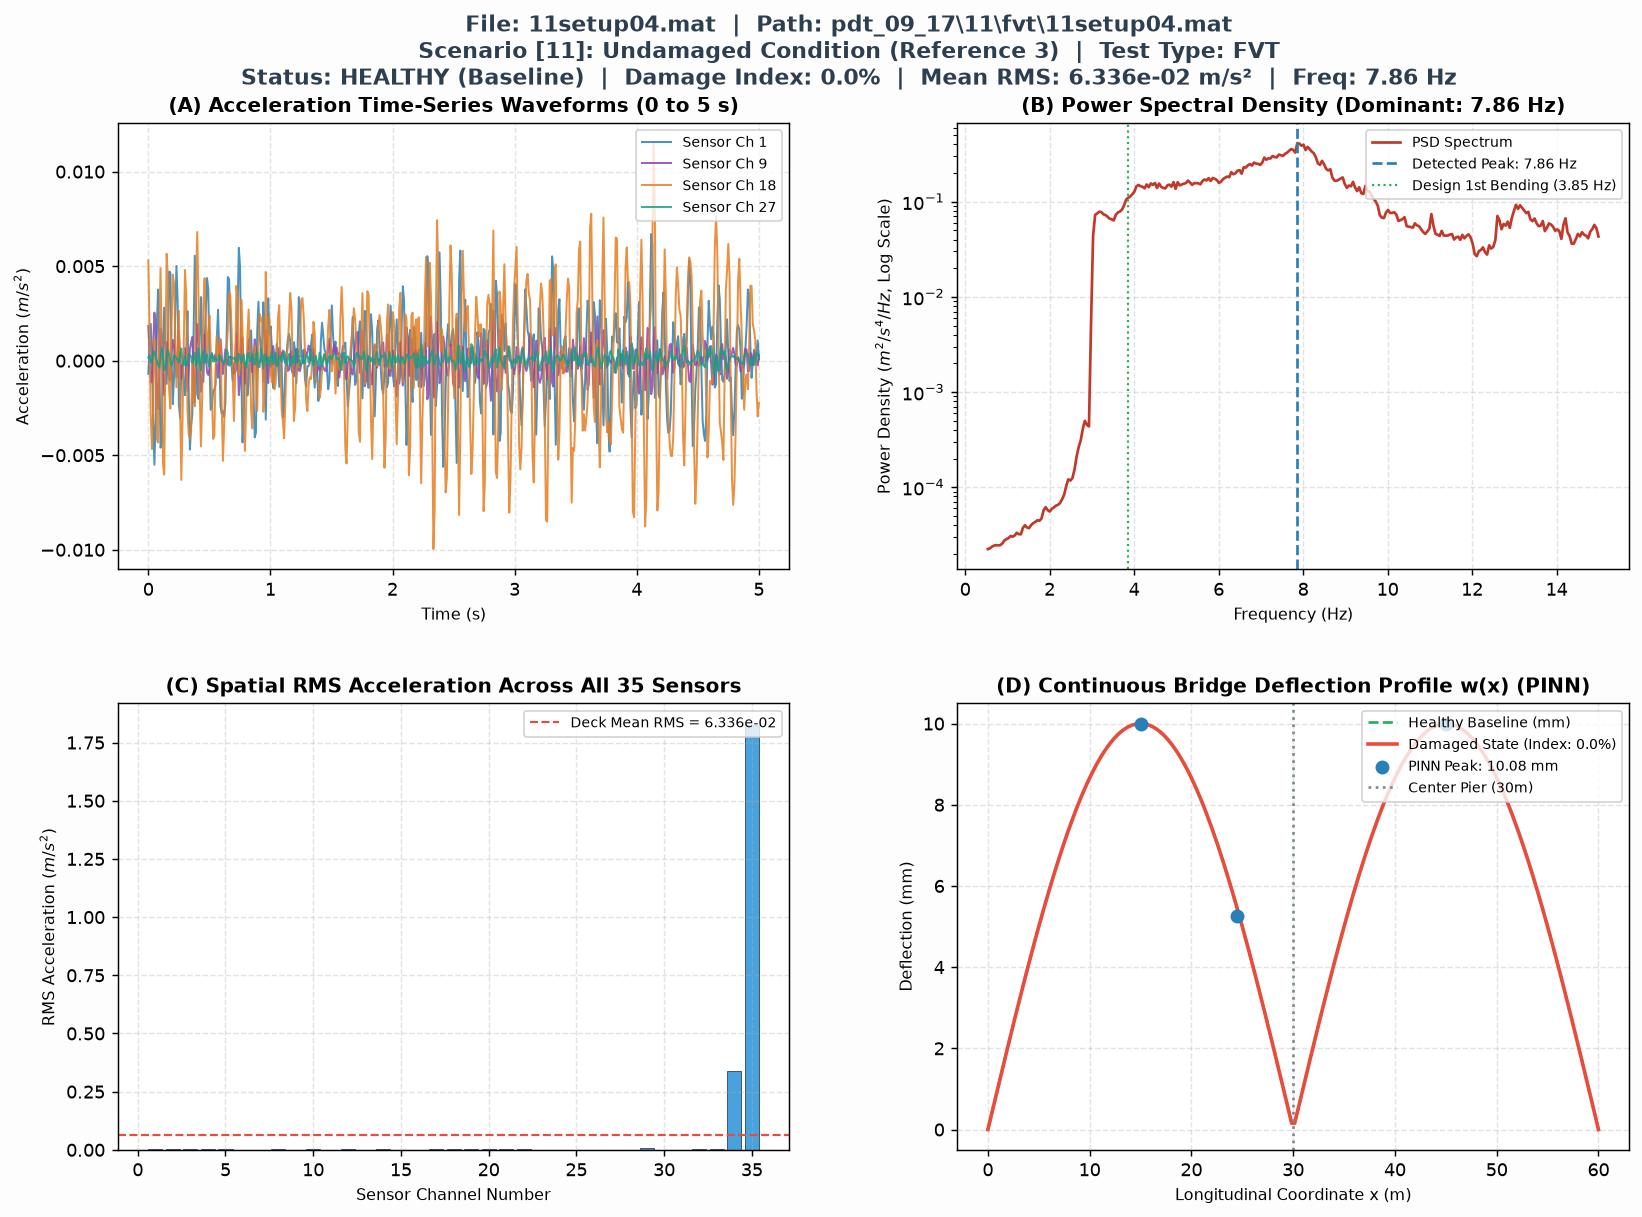 File: 11setup04.mat  |  Path: pdt_09_17\11\fvt\11setup04.mat
Scenario [11]: Undamaged Condition (Reference 3)  |  Test Type: FVT
Status: HEALTHY (Baseline)  |  Damage Index: 0.0%  |  Mean RMS: 6.336e-02 m/s²  |  Freq: 7.86 Hz
(A) Acceleration Time-Series Waveforms (0 to 5 s)
Sensor Ch 1
Sensor Ch 9
Sensor Ch 18
Sensor Ch 27
0.010
0.005
0.000
−0.005
−0.010
Acceleration (m/s²)
0 1 2 3 4 5
Time (s)
(B) Power Spectral Density (Dominant: 7.86 Hz)
PSD Spectrum
Detected Peak: 7.86 Hz
Design 1st Bending (3.85 Hz)
10⁻¹
10⁻²
10⁻³
10⁻⁴
Power Density (m²/s⁴/Hz, Log Scale)
0 2 4 6 8 10 12 14
Frequency (Hz)
(C) Spatial RMS Acceleration Across All 35 Sensors
Deck Mean RMS = 6.336e-02
1.75
1.50
1.25
1.00
0.75
0.50
0.25
0.00
RMS Acceleration (m/s²)
0 5 10 15 20 25 30 35
Sensor Channel Number
(D) Continuous Bridge Deflection Profile w(x) (PINN)
Healthy Baseline (mm)
Damaged State (Index: 0.0%)
PINN Peak: 10.08 mm
Center Pier (30m)
10
8
6
4
2
0
Deflection (mm)
0 10 20 30 40 50 60
Longitudinal Coordinate x (m)